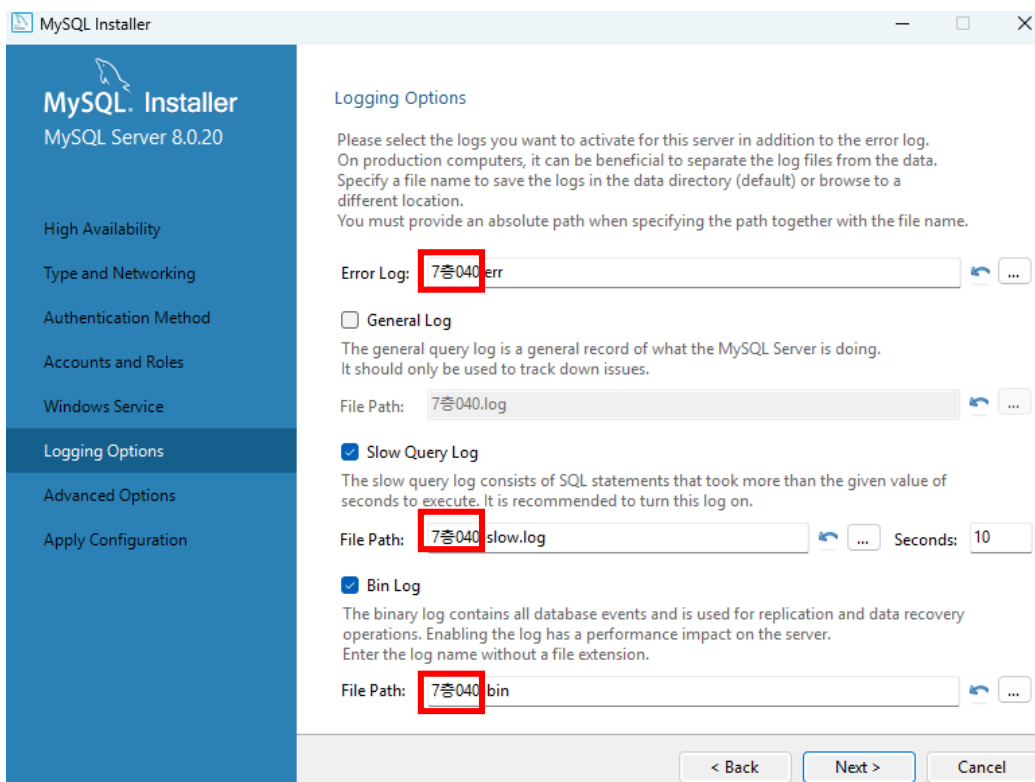 MySQL Installer
MySQL. Installer
MySQL Server 8.0.20
High Availability
Type and Networking
Authentication Method
Accounts and Roles
Windows Service
Logging Options
Advanced Options
Apply Configuration
Logging Options
Please select the logs you want to activate for this server in addition to the error log.
On production computers, it can be beneficial to separate the log files from the data.
Specify a file name to save the logs in the data directory (default) or browse to a
different location.
You must provide an absolute path when specifying the path together with the file name.
Error Log: 7층040.err ...
General Log
The general query log is a general record of what the MySQL Server is doing.
It should only be used to track down issues.
File Path: 7층040.log ...
Slow Query Log
The slow query log consists of SQL statements that took more than the given value of
seconds to execute. It is recommended to turn this log on.
File Path: 7층040-slow.log ... Seconds: 10
Bin Log
The binary log contains all database events and is used for replication and data recovery
operations. Enabling the log has a performance impact on the server.
Enter the log name without a file extension.
File Path: 7층040-bin ...
< Back Next > Cancel